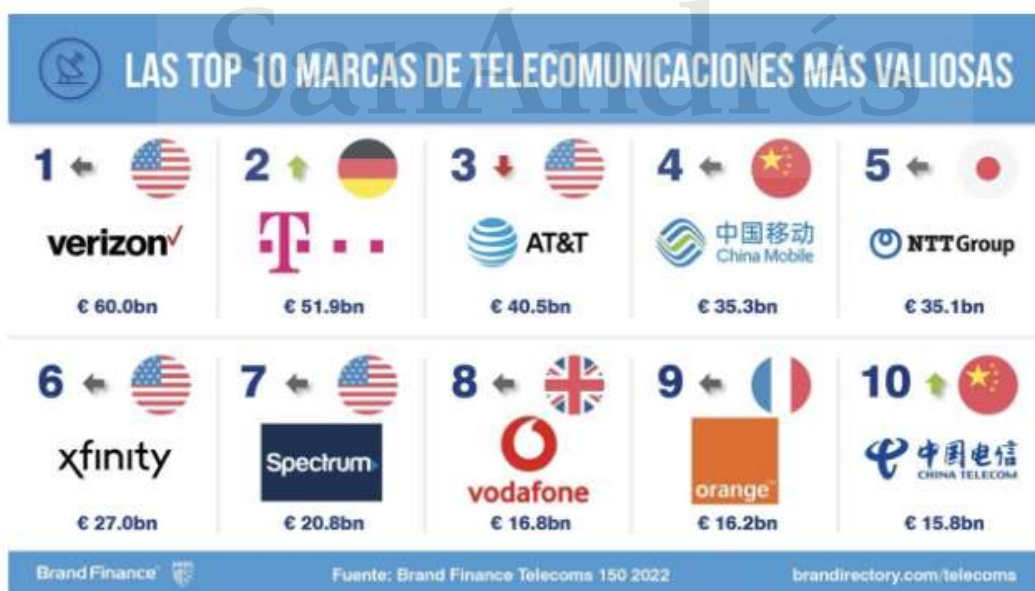 SanAndrés
LAS TOP 10 MARCAS DE TELECOMUNICACIONES MÁS VALIOSAS
1
verizon
€ 60.0bn
2
T
€ 51.9bn
3
AT&T
€ 40.5bn
4
中国移动
China Mobile
€ 35.3bn
5
NTT Group
€ 35.1bn
6
xfinity
€ 27.0bn
7
Spectrum
€ 20.8bn
8
vodafone
€ 16.8bn
9
orange™
€ 16.2bn
10
中国电信
CHINA TELECOM
€ 15.8bn
Brand Finance®
Fuente: Brand Finance Telecoms 150 2022
brandirectory.com/telecoms